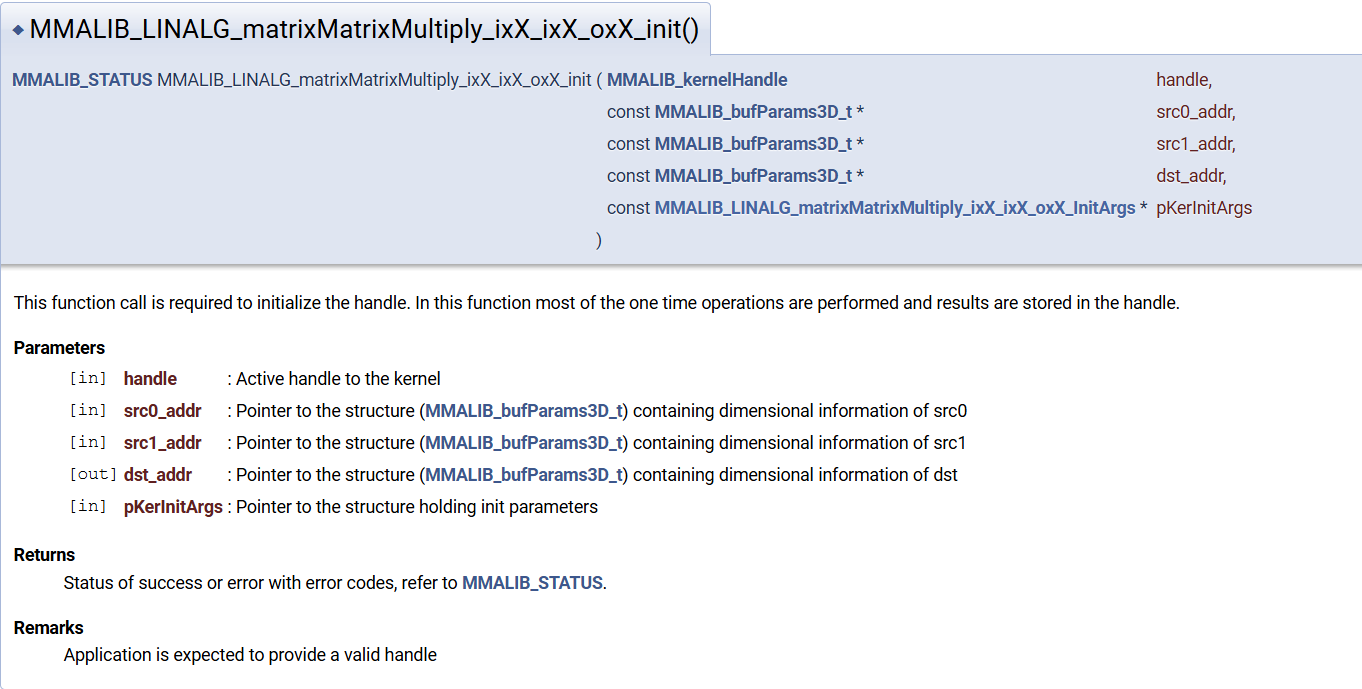 ◆ MMALIB_LINALG_matrixMatrixMultiply_ixX_ixX_oxX_init()
MMALIB_STATUS MMALIB_LINALG_matrixMatrixMultiply_ixX_ixX_oxX_init ( MMALIB_kernelHandle handle,
const MMALIB_bufParams3D_t * src0_addr,
const MMALIB_bufParams3D_t * src1_addr,
const MMALIB_bufParams3D_t * dst_addr,
const MMALIB_LINALG_matrixMatrixMultiply_ixX_ixX_oxX_InitArgs * pKerInitArgs
)
This function call is required to initialize the handle. In this function most of the one time operations are performed and results are stored in the handle.
Parameters
[in] handle : Active handle to the kernel
[in] src0_addr : Pointer to the structure (MMALIB_bufParams3D_t) containing dimensional information of src0
[in] src1_addr : Pointer to the structure (MMALIB_bufParams3D_t) containing dimensional information of src1
[out] dst_addr : Pointer to the structure (MMALIB_bufParams3D_t) containing dimensional information of dst
[in] pKerInitArgs : Pointer to the structure holding init parameters
Returns
Status of success or error with error codes, refer to MMALIB_STATUS.
Remarks
Application is expected to provide a valid handle